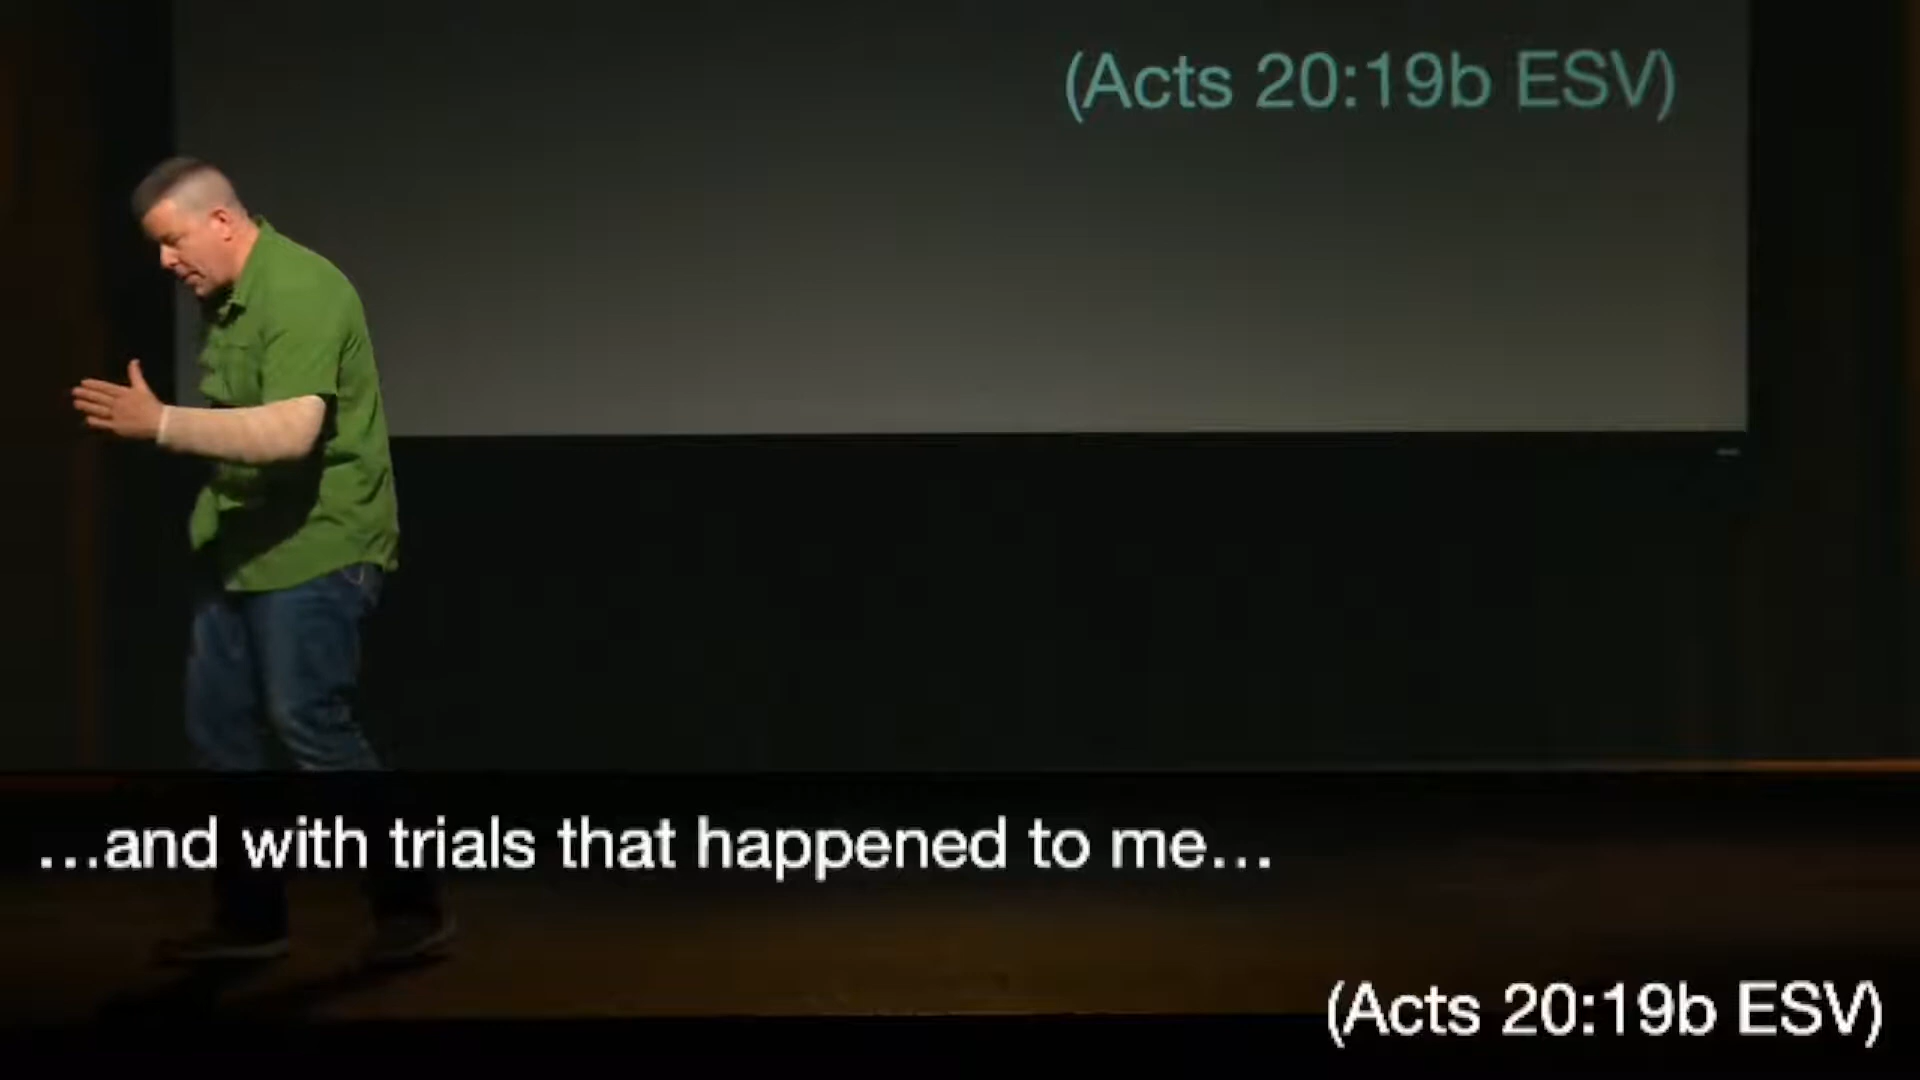 (Acts 20:19b ESV)
…and with trials that happened to me…
(Acts 20:19b ESV)